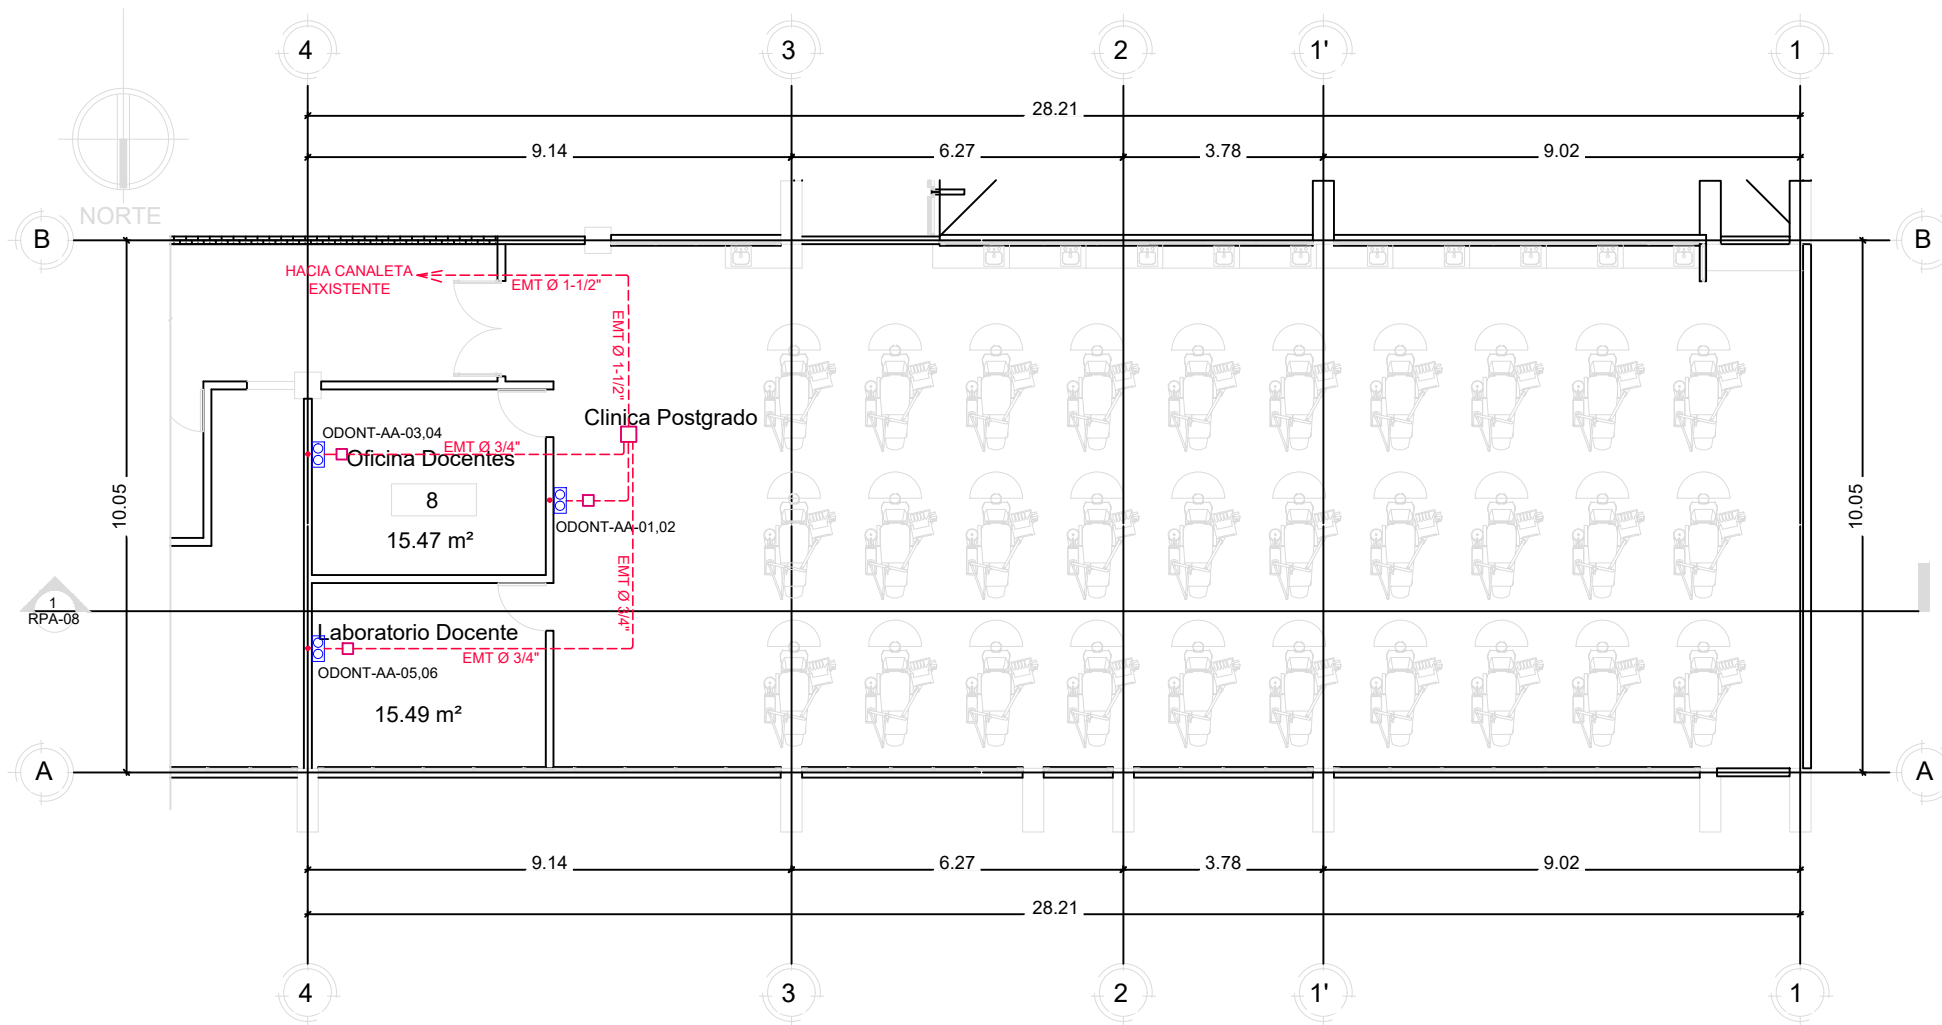 4 3 2 1' 1
28.21
9.14 6.27 3.78 9.02
NORTE
B B
HACIA CANALETA
EXISTENTE
EMT Ø 1-1/2"
EMT Ø 1-1/2"
Clinica Postgrado
ODONT-AA-03,04
EMT Ø 3/4"
Oficina Docentes
8
15.47 m²
ODONT-AA-01,02
10.05 10.05
EMT Ø 3/4"
1
RPA-08
Laboratorio Docente
EMT Ø 3/4"
ODONT-AA-05,06
15.49 m²
A A
9.14 6.27 3.78 9.02
28.21
4 3 2 1' 1